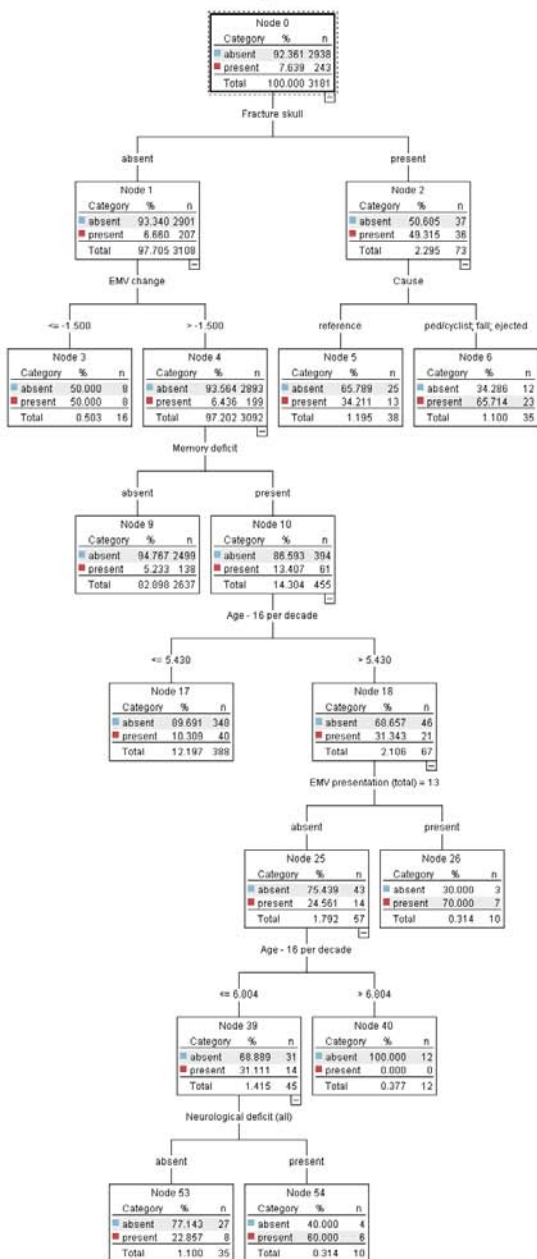 Node 0
Category % n
absent 92.361 2938
present 7.639 243
Total 100.000 3181
Fracture skull
absent present
Node 1
Category % n
absent 93.340 2901
present 6.660 207
Total 97.705 3108
Node 2
Category % n
absent 50.685 37
present 49.315 36
Total 2.295 73
EMV change
Cause
<= -1.500 > -1.500
reference ped/cyclist; fall; ejected
Node 3
Category % n
absent 50.000 8
present 50.000 8
Total 0.503 16
Node 4
Category % n
absent 93.564 2893
present 6.436 199
Total 97.202 3092
Node 5
Category % n
absent 65.789 25
present 34.211 13
Total 1.195 38
Node 6
Category % n
absent 34.286 12
present 65.714 23
Total 1.100 35
Memory deficit
absent present
Node 9
Category % n
absent 94.767 2499
present 5.233 138
Total 82.898 2637
Node 10
Category % n
absent 86.593 394
present 13.407 61
Total 14.304 455
Age - 16 per decade
<= 5.430 > 5.430
Node 17
Category % n
absent 89.691 348
present 10.309 40
Total 12.197 388
Node 18
Category % n
absent 68.657 46
present 31.343 21
Total 2.106 67
EMV presentation (total) = 13
absent present
Node 25
Category % n
absent 75.439 43
present 24.561 14
Total 1.792 57
Node 26
Category % n
absent 30.000 3
present 70.000 7
Total 0.314 10
Age - 16 per decade
<= 6.804 > 6.804
Node 39
Category % n
absent 68.889 31
present 31.111 14
Total 1.415 45
Node 40
Category % n
absent 100.000 12
present 0.000 0
Total 0.377 12
Neurological deficit (all)
absent present
Node 53
Category % n
absent 77.143 27
present 22.857 8
Total 1.100 35
Node 54
Category % n
absent 40.000 4
present 60.000 6
Total 0.314 10